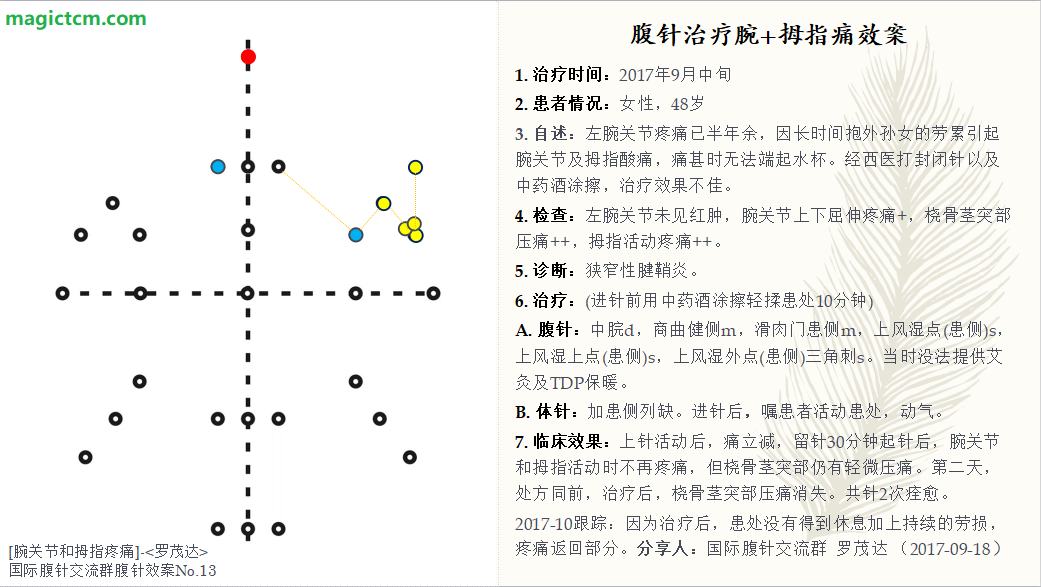 magictcm.com
[腕关节和拇指疼痛]-<罗茂达>
国际腹针交流群腹针效案No.13
腹针治疗腕+拇指痛效案
1. 治疗时间：2017年9月中旬
2. 患者情况：女性，48岁
3. 自述：左腕关节疼痛已半年余，因长时间抱外孙女的劳累引起
腕关节及拇指酸痛，痛甚时无法端起水杯。经西医打封闭针以及
中药酒涂擦，治疗效果不佳。
4. 检查：左腕关节未见红肿，腕关节上下屈伸疼痛+，桡骨茎突部
压痛++，拇指活动疼痛++。
5. 诊断：狭窄性腱鞘炎。
6. 治疗：(进针前用中药酒涂擦轻揉患处10分钟)
A. 腹针：中脘d，商曲健侧m，滑肉门患侧m，上风湿点(患侧)s，
上风湿上点(患侧)s，上风湿外点(患侧)三角刺s。当时没法提供艾
灸及TDP保暖。
B. 体针：加患侧列缺。进针后，嘱患者活动患处，动气。
7. 临床效果：上针活动后，痛立减，留针30分钟起针后，腕关节
和拇指活动时不再疼痛，但桡骨茎突部仍有轻微压痛。第二天，
处方同前，治疗后，桡骨茎突部压痛消失。共针2次痊愈。
2017-10跟踪：因为治疗后，患处没有得到休息加上持续的劳损，
疼痛返回部分。分享人：国际腹针交流群 罗茂达（2017-09-18）